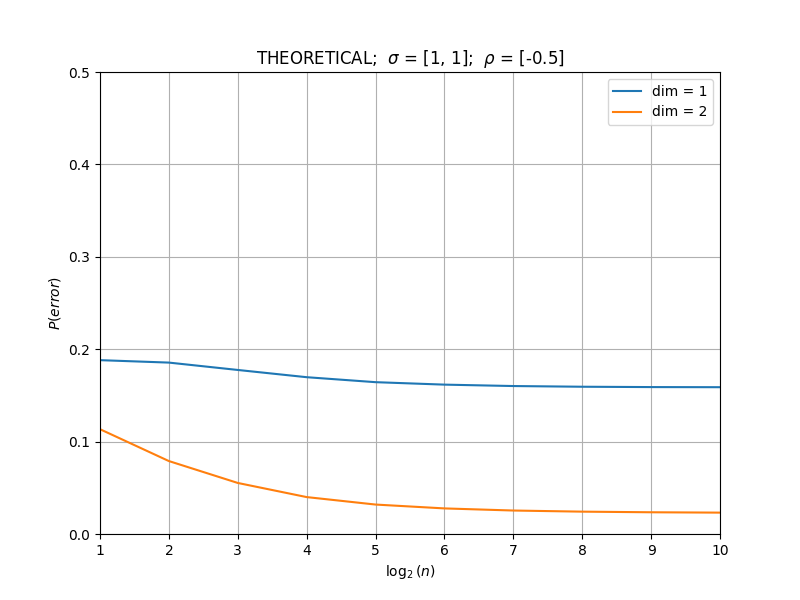 THEORETICAL;  σ = [1, 1];  ρ = [-0.5]
dim = 1
dim = 2
0.5
0.4
0.3
0.2
0.1
0.0
P(error)
1 2 3 4 5 6 7 8 9 10
log₂(n)